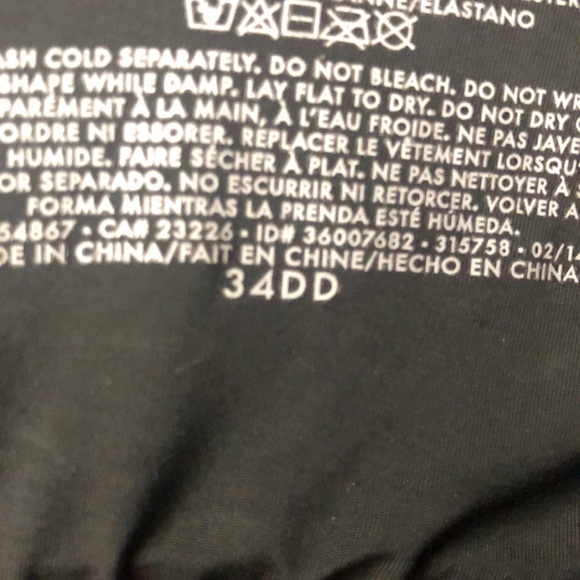 /ELASTANO
ASH COLD SEPARATELY. DO NOT BLEACH. DO NOT WR
SHAPE WHILE DAMP. LAY FLAT TO DRY. DO NOT DRY C
PARÉMENT À LA MAIN, À L'EAU FROIDE. NE PAS JAVE
ORDRE NI ESSORER. REPLACER LE VÊTEMENT LORSQU'
HUMIDE. FAIRE SÉCHER À PLAT. NE PAS NETTOYER À
OR SEPARADO. NO ESCURRIR NI RETORCER. VOLVER A
FORMA MIENTRAS LA PRENDA ESTÉ HÚMEDA.
54867 • CA# 23226 • ID# 36007682 • 315758 • 02/14
DE IN CHINA/FAIT EN CHINE/HECHO EN CHINA
34DD